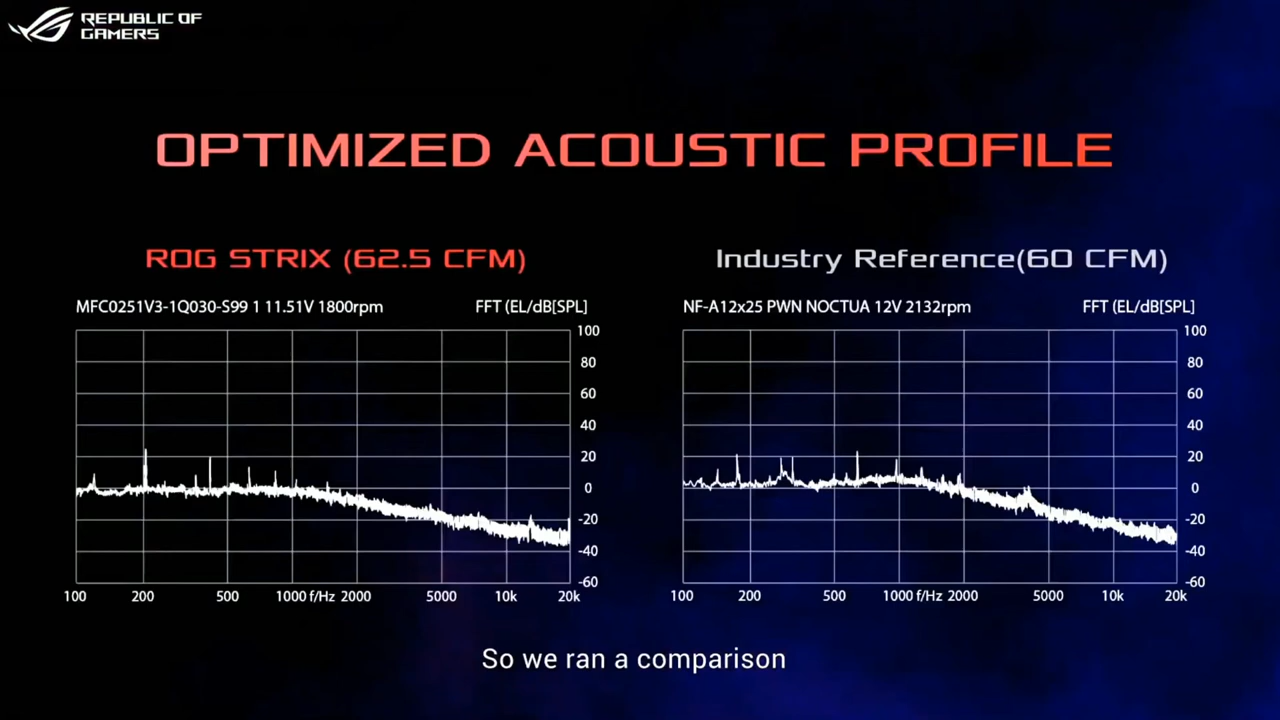 REPUBLIC OF
GAMERS
OPTIMIZED ACOUSTIC PROFILE
ROG STRIX (62.5 CFM)
MFC0251V3-1Q030-S99 1 11.51V 1800rpm FFT (EL/dB[SPL]
100
80
60
40
20
0
-20
-40
-60
100 200 500 1000 f/Hz 2000 5000 10k 20k
Industry Reference(60 CFM)
NF-A12x25 PWN NOCTUA 12V 2132rpm FFT (EL/dB[SPL]
100
80
60
40
20
0
-20
-40
-60
100 200 500 1000 f/Hz 2000 5000 10k 20k
So we ran a comparison